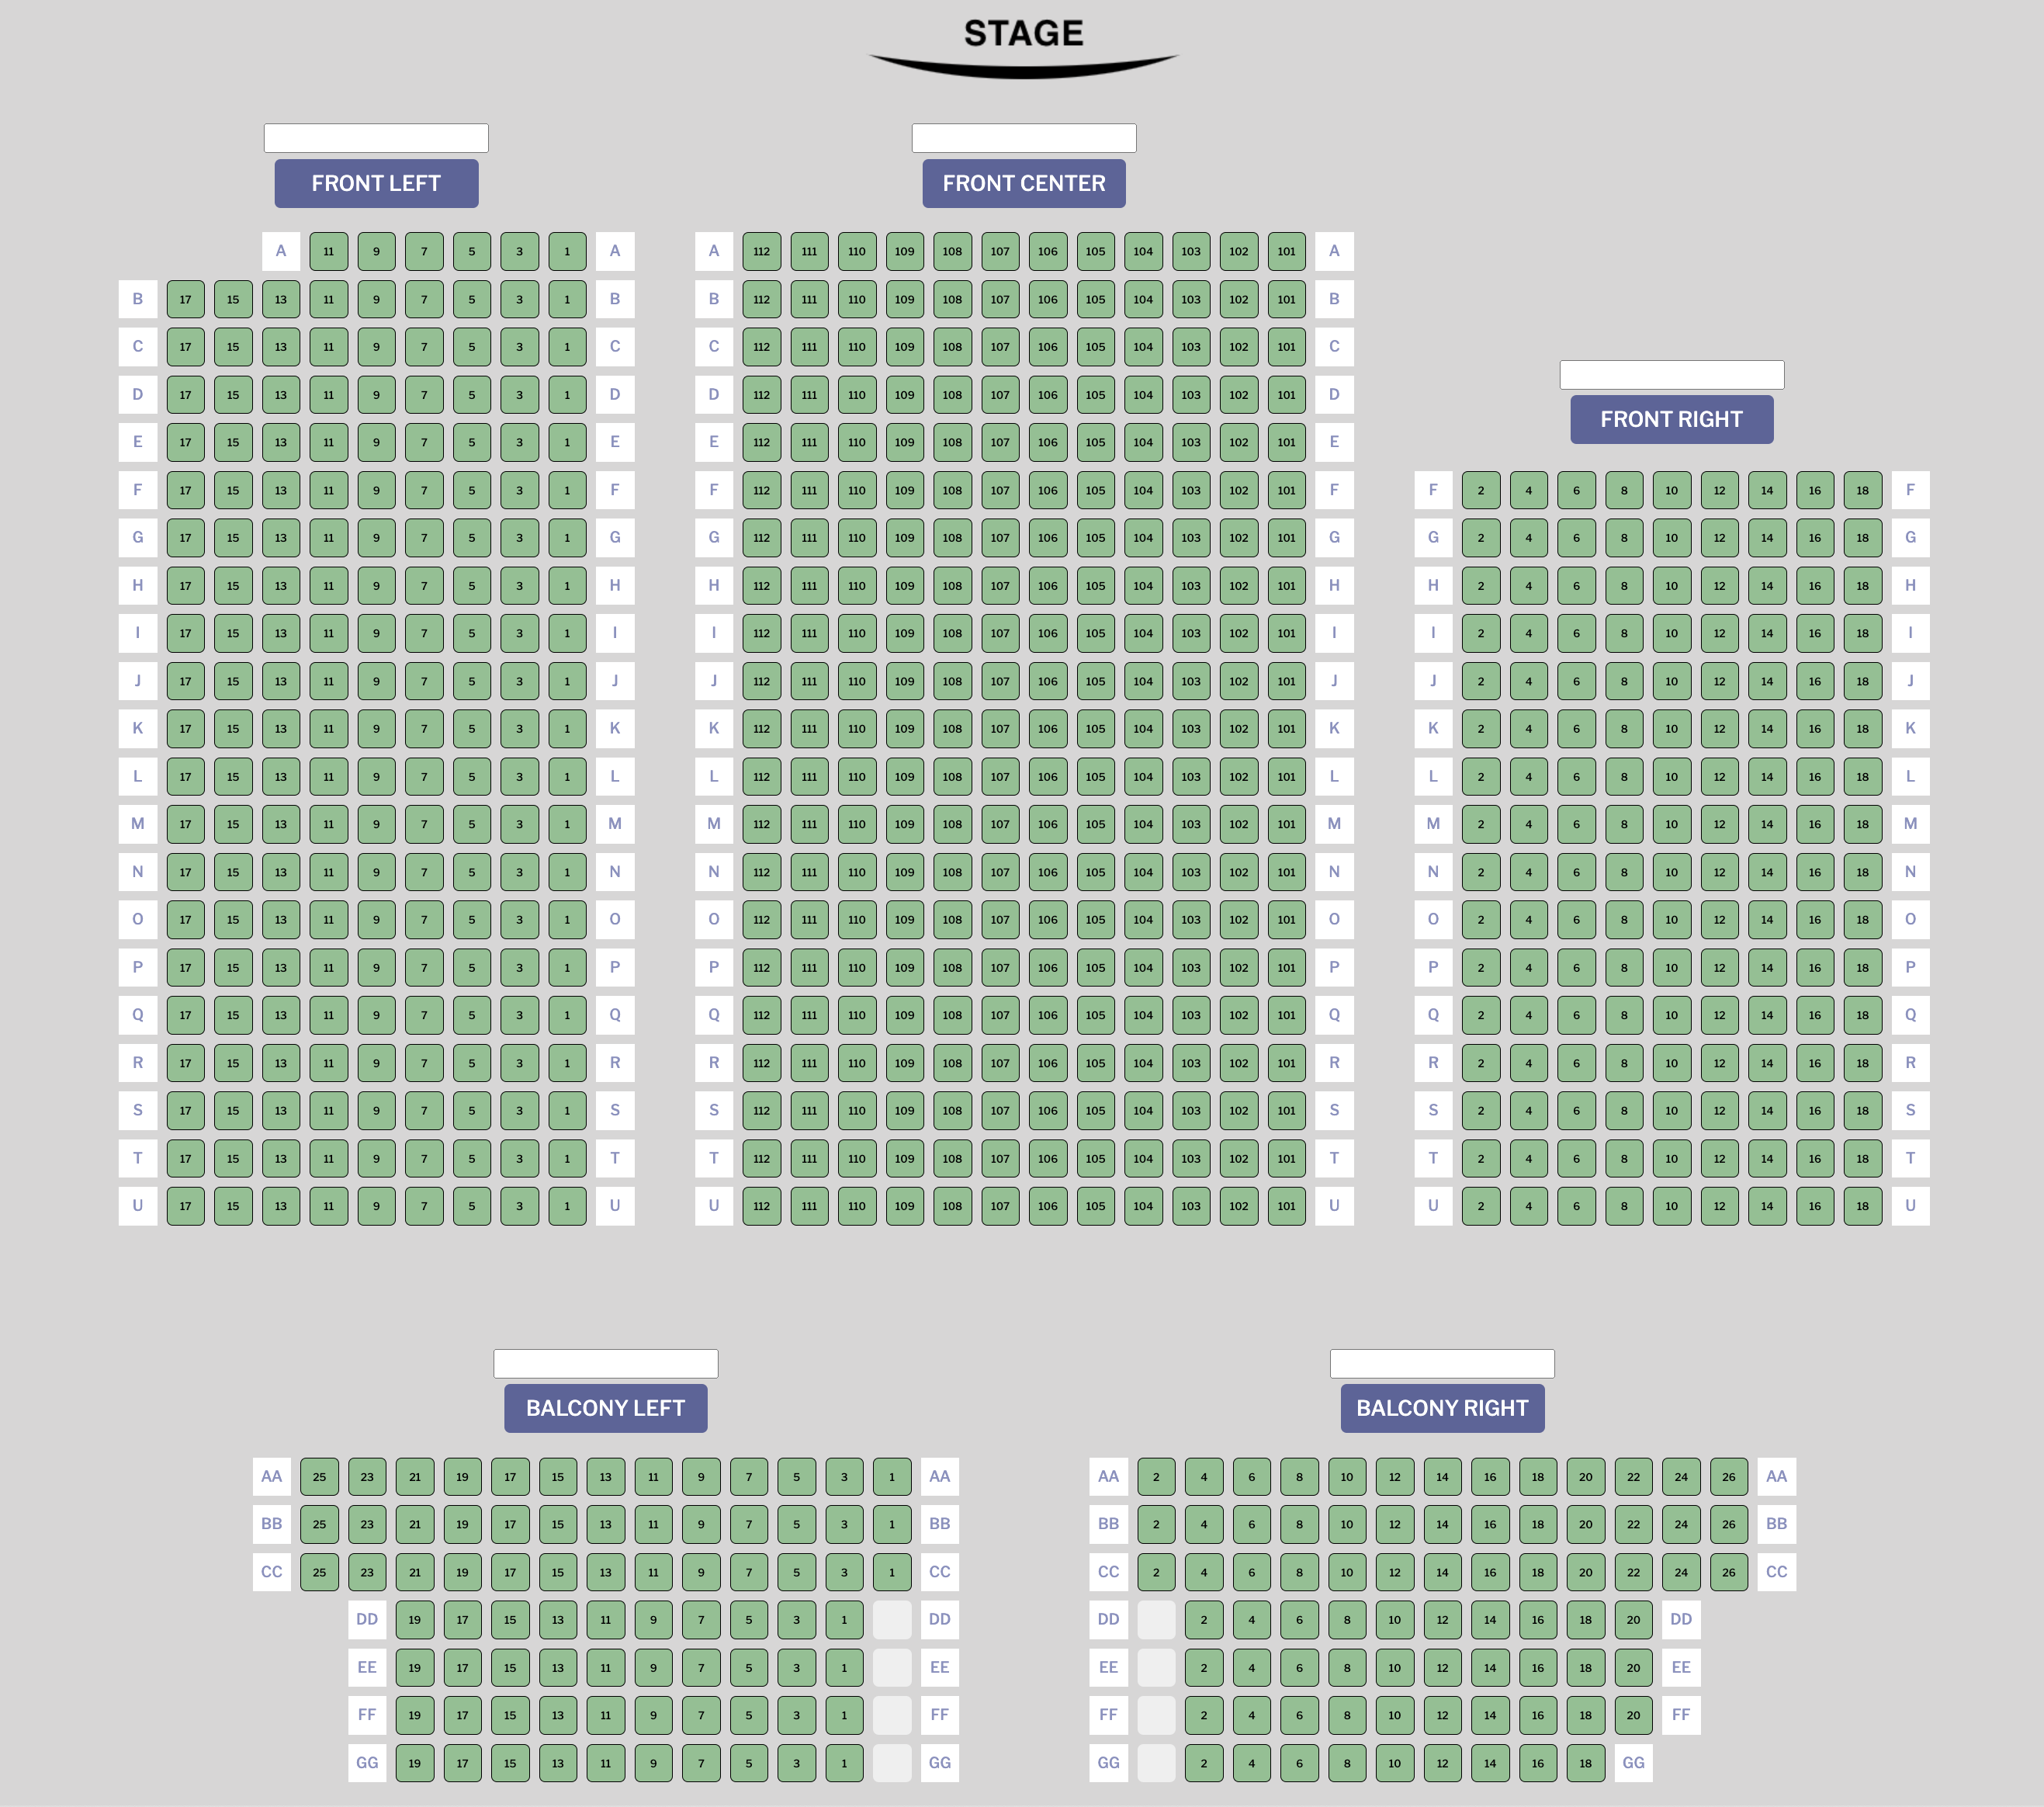 STAGE
FRONT LEFT
FRONT CENTER
A 11 9 7 5 3 1 A A 112 111 110 109 108 107 106 105 104 103 102 101 A
B 17 15 13 11 9 7 5 3 1 B B 112 111 110 109 108 107 106 105 104 103 102 101 B
C 17 15 13 11 9 7 5 3 1 C C 112 111 110 109 108 107 106 105 104 103 102 101 C
D 17 15 13 11 9 7 5 3 1 D D 112 111 110 109 108 107 106 105 104 103 102 101 D
FRONT RIGHT
E 17 15 13 11 9 7 5 3 1 E E 112 111 110 109 108 107 106 105 104 103 102 101 E
F 17 15 13 11 9 7 5 3 1 F F 112 111 110 109 108 107 106 105 104 103 102 101 F F 2 4 6 8 10 12 14 16 18 F
G 17 15 13 11 9 7 5 3 1 G G 112 111 110 109 108 107 106 105 104 103 102 101 G G 2 4 6 8 10 12 14 16 18 G
H 17 15 13 11 9 7 5 3 1 H H 112 111 110 109 108 107 106 105 104 103 102 101 H H 2 4 6 8 10 12 14 16 18 H
I 17 15 13 11 9 7 5 3 1 I I 112 111 110 109 108 107 106 105 104 103 102 101 I I 2 4 6 8 10 12 14 16 18 I
J 17 15 13 11 9 7 5 3 1 J J 112 111 110 109 108 107 106 105 104 103 102 101 J J 2 4 6 8 10 12 14 16 18 J
K 17 15 13 11 9 7 5 3 1 K K 112 111 110 109 108 107 106 105 104 103 102 101 K K 2 4 6 8 10 12 14 16 18 K
L 17 15 13 11 9 7 5 3 1 L L 112 111 110 109 108 107 106 105 104 103 102 101 L L 2 4 6 8 10 12 14 16 18 L
M 17 15 13 11 9 7 5 3 1 M M 112 111 110 109 108 107 106 105 104 103 102 101 M M 2 4 6 8 10 12 14 16 18 M
N 17 15 13 11 9 7 5 3 1 N N 112 111 110 109 108 107 106 105 104 103 102 101 N N 2 4 6 8 10 12 14 16 18 N
O 17 15 13 11 9 7 5 3 1 O O 112 111 110 109 108 107 106 105 104 103 102 101 O O 2 4 6 8 10 12 14 16 18 O
P 17 15 13 11 9 7 5 3 1 P P 112 111 110 109 108 107 106 105 104 103 102 101 P P 2 4 6 8 10 12 14 16 18 P
Q 17 15 13 11 9 7 5 3 1 Q Q 112 111 110 109 108 107 106 105 104 103 102 101 Q Q 2 4 6 8 10 12 14 16 18 Q
R 17 15 13 11 9 7 5 3 1 R R 112 111 110 109 108 107 106 105 104 103 102 101 R R 2 4 6 8 10 12 14 16 18 R
S 17 15 13 11 9 7 5 3 1 S S 112 111 110 109 108 107 106 105 104 103 102 101 S S 2 4 6 8 10 12 14 16 18 S
T 17 15 13 11 9 7 5 3 1 T T 112 111 110 109 108 107 106 105 104 103 102 101 T T 2 4 6 8 10 12 14 16 18 T
U 17 15 13 11 9 7 5 3 1 U U 112 111 110 109 108 107 106 105 104 103 102 101 U U 2 4 6 8 10 12 14 16 18 U
BALCONY LEFT
BALCONY RIGHT
AA 25 23 21 19 17 15 13 11 9 7 5 3 1 AA AA 2 4 6 8 10 12 14 16 18 20 22 24 26 AA
BB 25 23 21 19 17 15 13 11 9 7 5 3 1 BB BB 2 4 6 8 10 12 14 16 18 20 22 24 26 BB
CC 25 23 21 19 17 15 13 11 9 7 5 3 1 CC CC 2 4 6 8 10 12 14 16 18 20 22 24 26 CC
DD 19 17 15 13 11 9 7 5 3 1 DD DD 2 4 6 8 10 12 14 16 18 20 DD
EE 19 17 15 13 11 9 7 5 3 1 EE EE 2 4 6 8 10 12 14 16 18 20 EE
FF 19 17 15 13 11 9 7 5 3 1 FF FF 2 4 6 8 10 12 14 16 18 20 FF
GG 19 17 15 13 11 9 7 5 3 1 GG GG 2 4 6 8 10 12 14 16 18 GG